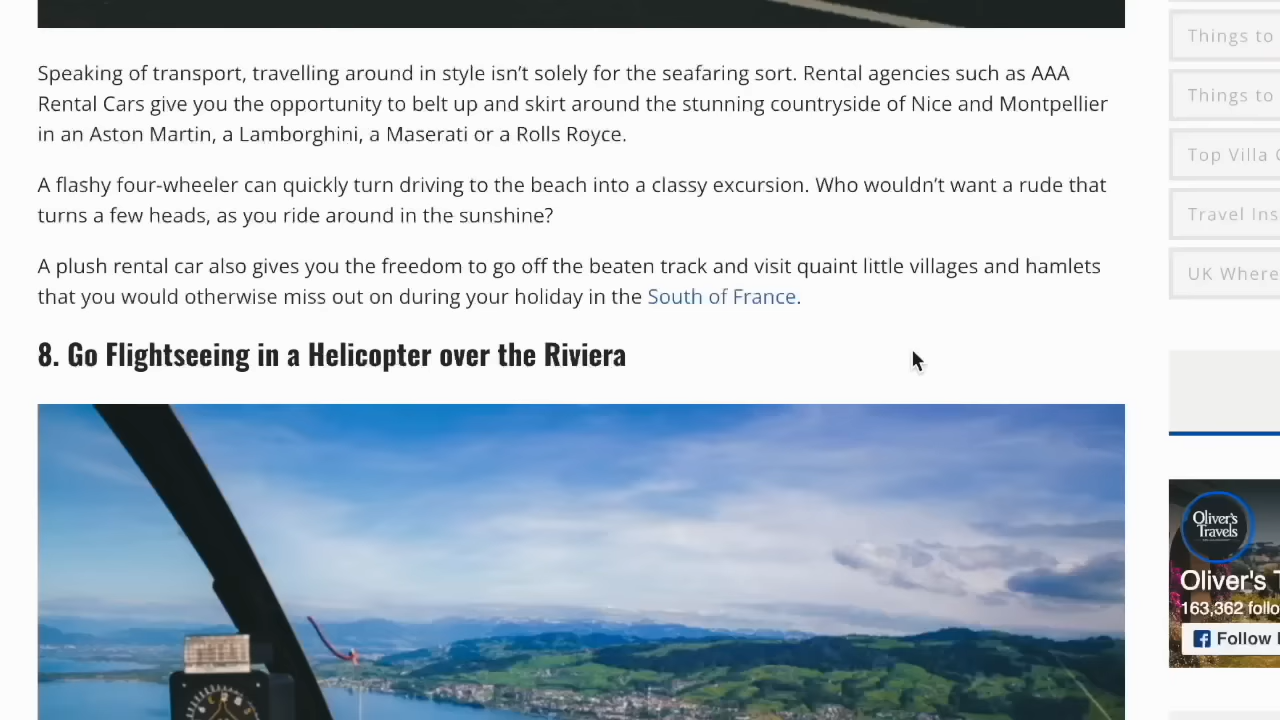 Things to
Speaking of transport, travelling around in style isn’t solely for the seafaring sort. Rental agencies such as AAA
Rental Cars give you the opportunity to belt up and skirt around the stunning countryside of Nice and Montpellier
in an Aston Martin, a Lamborghini, a Maserati or a Rolls Royce.
Things to
Top Villa
A flashy four-wheeler can quickly turn driving to the beach into a classy excursion. Who wouldn’t want a rude that
turns a few heads, as you ride around in the sunshine?
Travel Ins
A plush rental car also gives you the freedom to go off the beaten track and visit quaint little villages and hamlets
that you would otherwise miss out on during your holiday in the South of France.
UK Where
8. Go Flightseeing in a Helicopter over the Riviera
Oliver's
Travels
Oliver's T
163,362 follo
Follow